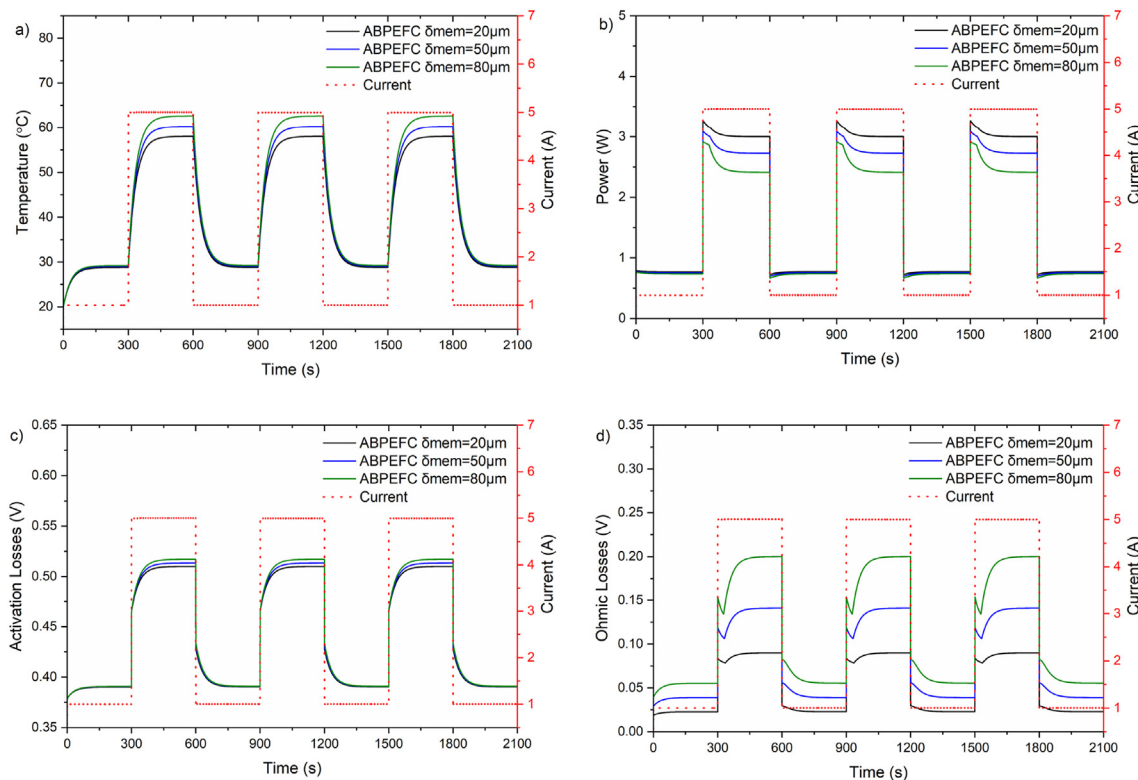 a)
ABPEFC δmem=20µm
ABPEFC δmem=50µm
ABPEFC δmem=80µm
Current
80
70
60
50
40
30
20
Temperature (°C)
7
6
5
4
3
2
1
Current (A)
0 300 600 900 1200 1500 1800 2100
Time (s)
b)
ABPEFC δmem=20µm
ABPEFC δmem=50µm
ABPEFC δmem=80µm
Current
5
4
3
2
1
0
Power (W)
7
6
5
4
3
2
1
Current (A)
0 300 600 900 1200 1500 1800 2100
Time (s)
c)
ABPEFC δmem=20µm
ABPEFC δmem=50µm
ABPEFC δmem=80µm
Current
0.65
0.60
0.55
0.50
0.45
0.40
0.35
Activation Losses (V)
7
6
5
4
3
2
1
Current (A)
0 300 600 900 1200 1500 1800 2100
Time (s)
d)
ABPEFC δmem=20µm
ABPEFC δmem=50µm
ABPEFC δmem=80µm
Current
0.35
0.30
0.25
0.20
0.15
0.10
0.05
0.00
Ohmic Losses (V)
7
6
5
4
3
2
1
Current (A)
0 300 600 900 1200 1500 1800 2100
Time (s)